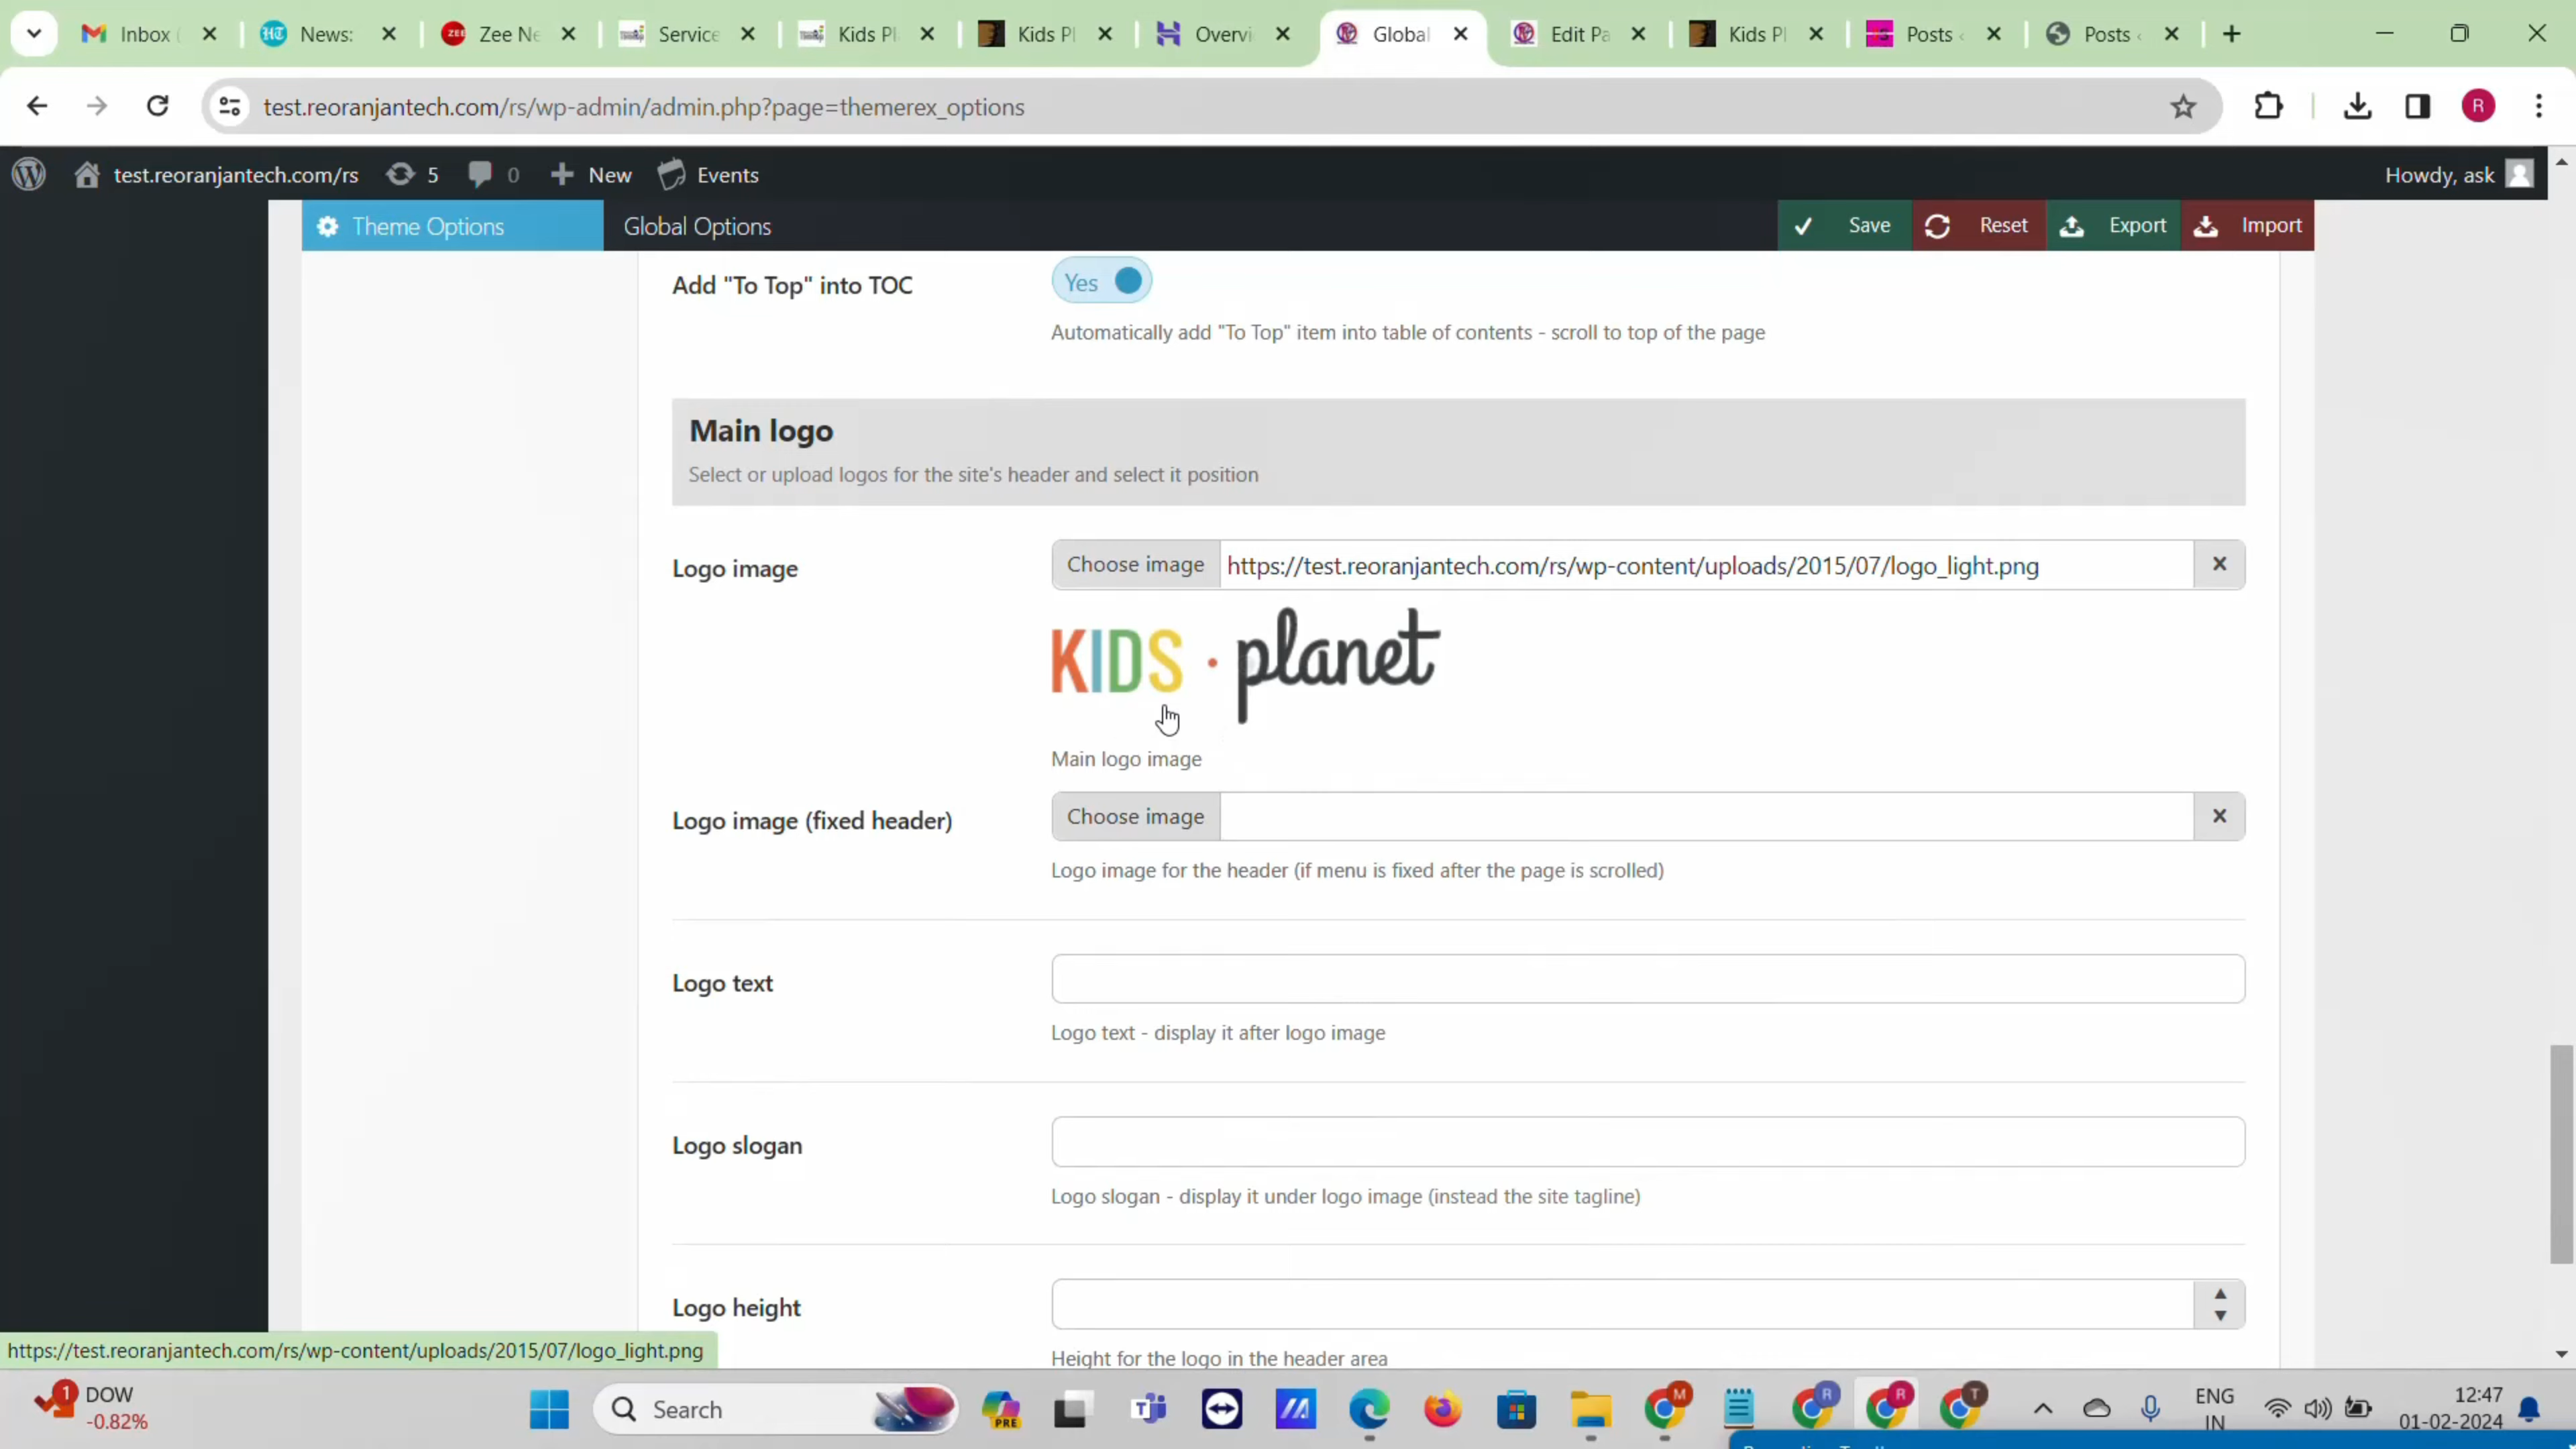 Inbox
News:
Zee Ne
Service
Kids Pl
Kids Pl
Overvi
Global
Edit Pa
Kids Pl
Posts
Posts
test.reoranjantech.com/rs/wp-admin/admin.php?page=themerex_options
R
test.reoranjantech.com/rs
5
0
New
Events
Howdy, ask
Theme Options
Global Options
Save
Reset
Export
Import
Add "To Top" into TOC
Yes
Automatically add "To Top" item into table of contents - scroll to top of the page
Main logo
Select or upload logos for the site's header and select it position
Logo image
Choose image
https://test.reoranjantech.com/rs/wp-content/uploads/2015/07/logo_light.png
KIDS · planet
Main logo image
Logo image (fixed header)
Choose image
Logo image for the header (if menu is fixed after the page is scrolled)
Logo text
Logo text - display it after logo image
Logo slogan
Logo slogan - display it under logo image (instead the site tagline)
Logo height
Height for the logo in the header area
https://test.reoranjantech.com/rs/wp-content/uploads/2015/07/logo_light.png
1
DOW
-0.82%
Search
PRE
M
R
R
T
ENG
IN
12:47
01-02-2024